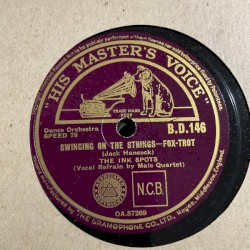 "HIS MASTER'S VOICE"
TRADE MARK
Dance Orchestra
SPEED 78
B.D.146
SWINGING ON THE STRINGS—FOX-TROT
(Jack Hancock)
THE INK SPOTS
(Vocal Refrain by Male Quartet)
N.C.B.
OA.87269
THE GRAMOPHONE CO., LTD.
Hayes, Middlesex, England.